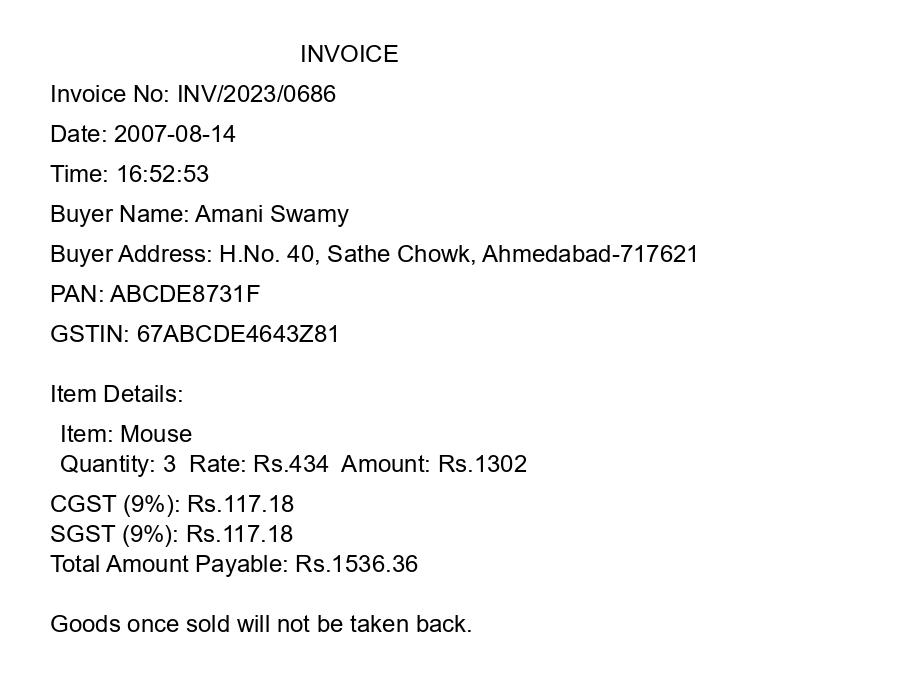 INVOICE
Invoice No: INV/2023/0686
Date: 2007-08-14
Time: 16:52:53
Buyer Name: Amani Swamy
Buyer Address: H.No. 40, Sathe Chowk, Ahmedabad-717621
PAN: ABCDE8731F
GSTIN: 67ABCDE4643Z81
Item Details:
Item: Mouse
Quantity: 3  Rate: Rs.434  Amount: Rs.1302
CGST (9%): Rs.117.18
SGST (9%): Rs.117.18
Total Amount Payable: Rs.1536.36
Goods once sold will not be taken back.